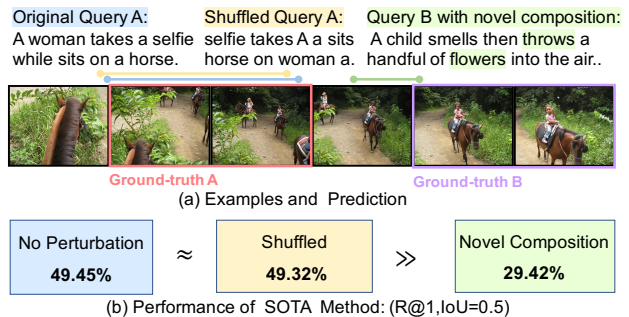 Original Query A:
A woman takes a selfie
while sits on a horse.
Shuffled Query A:
selfie takes A a sits
horse on woman a.
Query B with novel composition:
A child smells then throws a
handful of flowers into the air..
Ground-truth A
Ground-truth B
(a) Examples and Prediction
No Perturbation
49.45%
≈
Shuffled
49.32%
≫
Novel Composition
29.42%
(b) Performance of SOTA Method: (R@1,IoU=0.5)